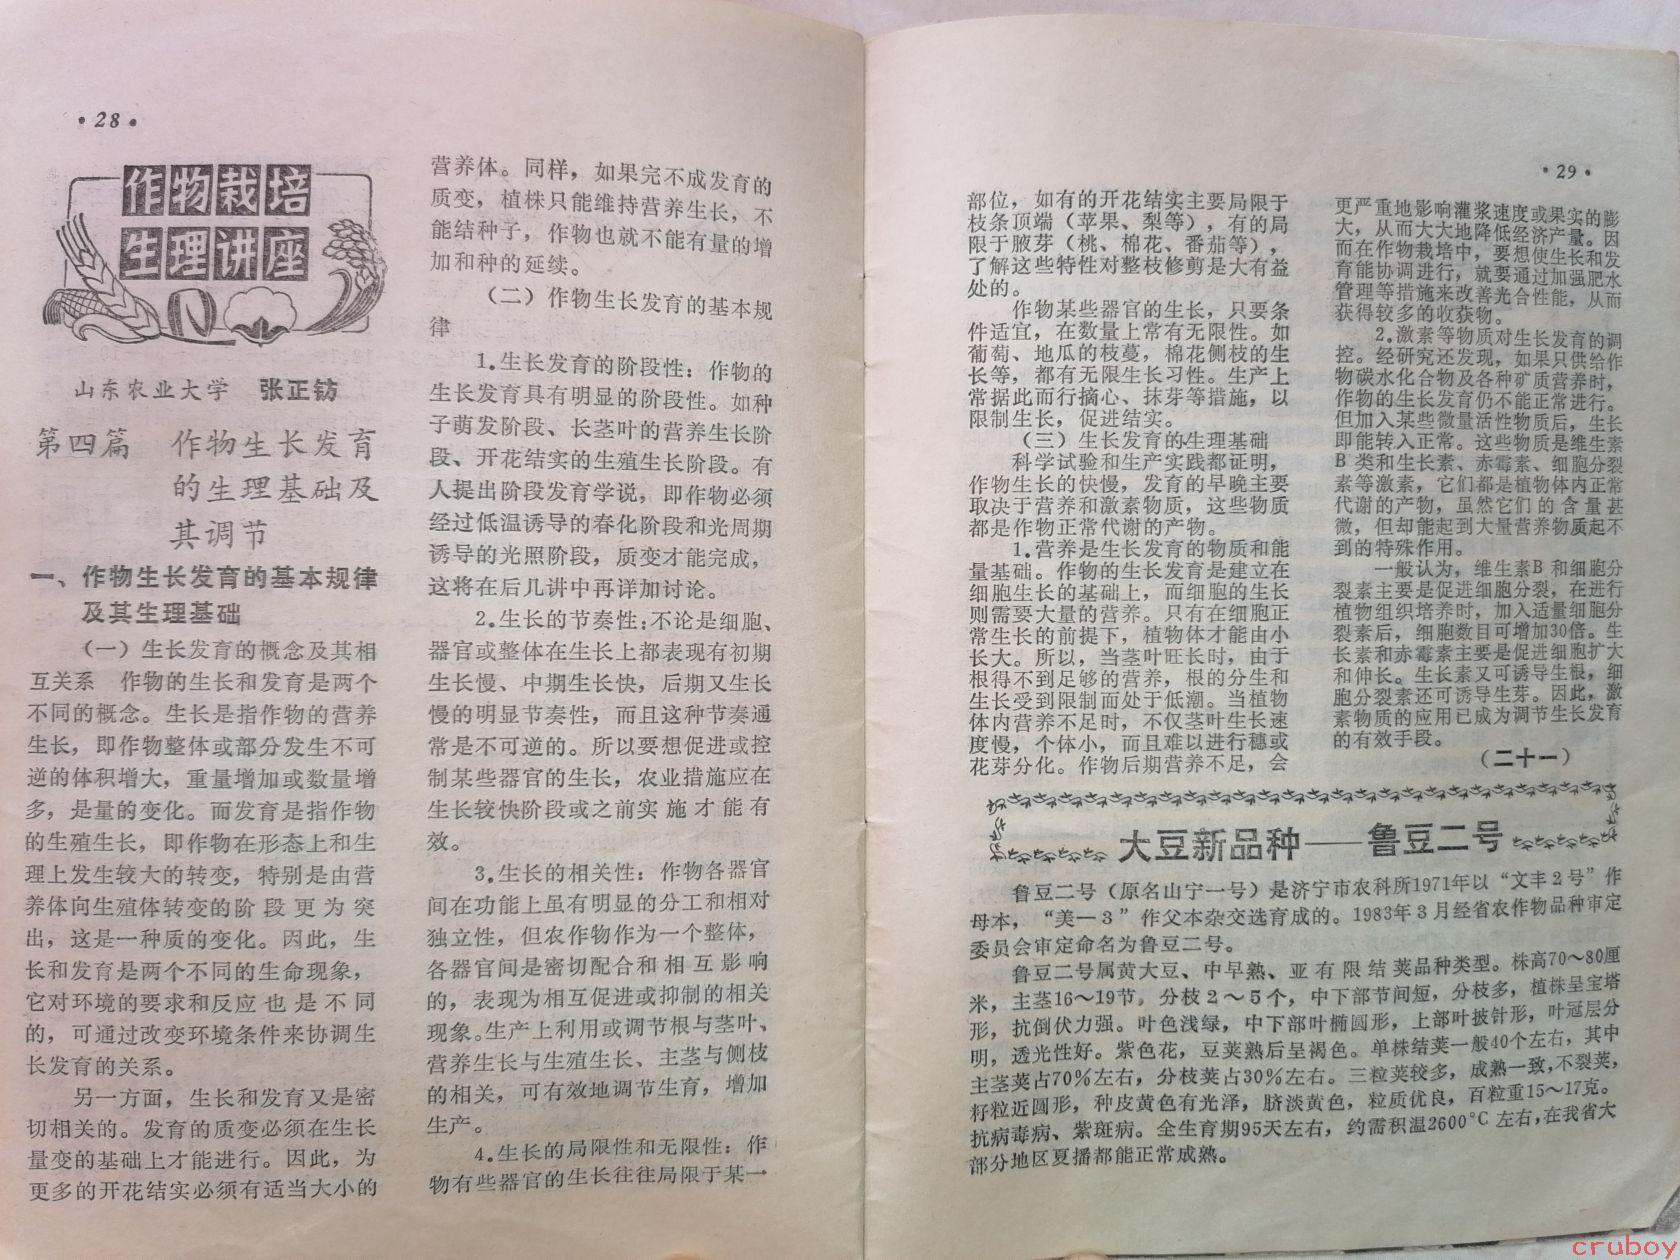 ·28·
作物栽培
生理讲座
山东农业大学　张正钫
第四篇　作物生长发育
的生理基础及
其调节
一、作物生长发育的基本规律
及其生理基础
（一）生长发育的概念及其相
互关系　作物的生长和发育是两个
不同的概念。生长是指作物的营养
生长，即作物整体或部分发生不可
逆的体积增大，重量增加或数量增
多，是量的变化。而发育是指作物
的生殖生长，即作物在形态上和生
理上发生较大的转变，特别是由营
养体向生殖体转变的阶段更为突
出，这是一种质的变化。因此，生
长和发育是两个不同的生命现象，
它对环境的要求和反应也是不同
的，可通过改变环境条件来协调生
长发育的关系。
另一方面，生长和发育又是密
切相关的。发育的质变必须在生长
量变的基础上才能进行。因此，为
更多的开花结实必须有适当大小的
营养体。同样，如果完不成发育的
质变，植株只能维持营养生长，不
能结种子，作物也就不能有量的增
加和种的延续。
（二）作物生长发育的基本规
律
1.生长发育的阶段性：作物的
生长发育具有明显的阶段性。如种
子萌发阶段、长茎叶的营养生长阶
段、开花结实的生殖生长阶段。有
人提出阶段发育学说，即作物必须
经过低温诱导的春化阶段和光周期
诱导的光照阶段，质变才能完成，
这将在后几讲中再详加讨论。
2.生长的节奏性：不论是细胞、
器官或整体在生长上都表现有初期
生长慢、中期生长快，后期又生长
慢的明显节奏性，而且这种节奏通
常是不可逆的。所以要想促进或控
制某些器官的生长，农业措施应在
生长较快阶段或之前实施才能有
效。
3.生长的相关性：作物各器官
间在功能上虽有明显的分工和相对
独立性，但农作物作为一个整体，
各器官间是密切配合和相互影响
的，表现为相互促进或抑制的相关
现象。生产上利用或调节根与茎叶、
营养生长与生殖生长、主茎与侧枝
的相关，可有效地调节生育，增加
生产。
4.生长的局限性和无限性：作
物有些器官的生长往往局限于某一
·29·
部位，如有的开花结实主要局限于
枝条顶端（苹果、梨等），有的局
限于腋芽（桃、棉花、番茄等），
了解这些特性对整枝修剪是大有益
处的。
作物某些器官的生长，只要条
件适宜，在数量上常有无限性。如
葡萄、地瓜的枝蔓，棉花侧枝的生
长等，都有无限生长习性。生产上
常据此而行摘心、抹芽等措施，以
限制生长，促进结实。
（三）生长发育的生理基础
科学试验和生产实践都证明，
作物生长的快慢，发育的早晚主要
取决于营养和激素物质，这些物质
都是作物正常代谢的产物。
1.营养是生长发育的物质和能
量基础。作物的生长发育是建立在
细胞生长的基础上，而细胞的生长
则需要大量的营养。只有在细胞正
常生长的前提下，植物体才能由小
长大。所以，当茎叶旺长时，由于
根得不到足够的营养，根的分生和
生长受到限制而处于低潮。当植物
体内营养不足时，不仅茎叶生长速
度慢，个体小，而且难以进行穗或
花芽分化。作物后期营养不足，会
更严重地影响灌浆速度或果实的膨
大，从而大大地降低经济产量。因
而在作物栽培中，要想使生长和发
育能协调进行，就要通过加强肥水
管理等措施来改善光合性能，从而
获得较多的收获物。
2.激素等物质对生长发育的调
控。经研究还发现，如果只供给作
物碳水化合物及各种矿质营养时，
作物的生长发育仍不能正常进行。
但加入某些微量活性物质后，生长
即能转入正常。这些物质是维生素
B 类和生长素、赤霉素、细胞分裂
素等激素，它们都是植物体内正常
代谢的产物，虽然它们的含量甚
微，但却能起到大量营养物质起不
到的特殊作用。
一般认为，维生素B 和细胞分
裂素主要是促进细胞分裂，在进行
植物组织培养时，加入适量细胞分
裂素后，细胞数目可增加30倍。生
长素和赤霉素主要是促进细胞扩大
和伸长。生长素又可诱导生根，细
胞分裂素还可诱导生芽。因此，激
素物质的应用已成为调节生长发育
的有效手段。
（二十一）
大豆新品种——鲁豆二号
鲁豆二号（原名山宁一号）是济宁市农科所1971年以“文丰2号”作
母本，“美—3”作父本杂交选育成的。1983年3月经省农作物品种审定
委员会审定命名为鲁豆二号。
鲁豆二号属黄大豆、中早熟、亚有限结荚品种类型。株高70～80厘
米，主茎16～19节，分枝2～5个，中下部节间短，分枝多，植株呈宝塔
形，抗倒伏力强。叶色浅绿，中下部叶椭圆形，上部叶披针形，叶冠层分
明，透光性好。紫色花，豆荚熟后呈褐色。单株结荚一般40个左右，其中
主茎荚占70%左右，分枝荚占30%左右。三粒荚较多，成熟一致，不裂荚，
籽粒近圆形，种皮黄色有光泽，脐淡黄色，粒质优良，百粒重15～17克。
抗病毒病、紫斑病。全生育期95天左右，约需积温2600°C 左右，在我省大
部分地区夏播都能正常成熟。
cruboy